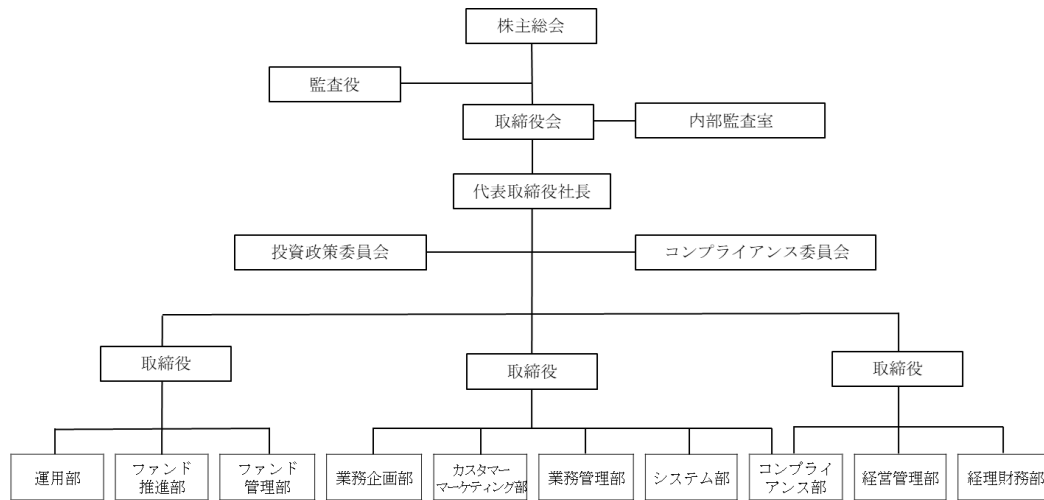 株主総会
監査役
取締役会
内部監査室
代表取締役社長
投資政策委員会
コンプライアンス委員会
取締役
取締役
取締役
運用部
ファンド
推進部
ファンド
管理部
業務企画部
カスタマー
マーケティング部
業務管理部
システム部
コンプライ
アンス部
経営管理部
経理財務部